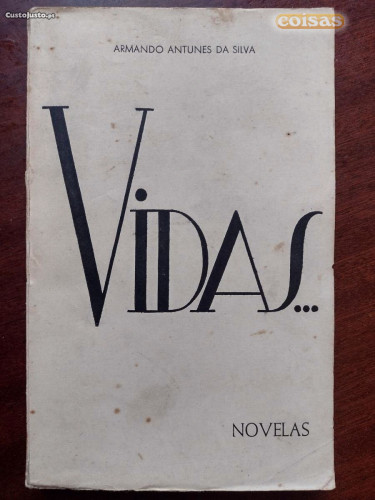 CustoJusto.pt
coisas
ARMANDO ANTUNES DA SILVA
VIDAS...
NOVELAS